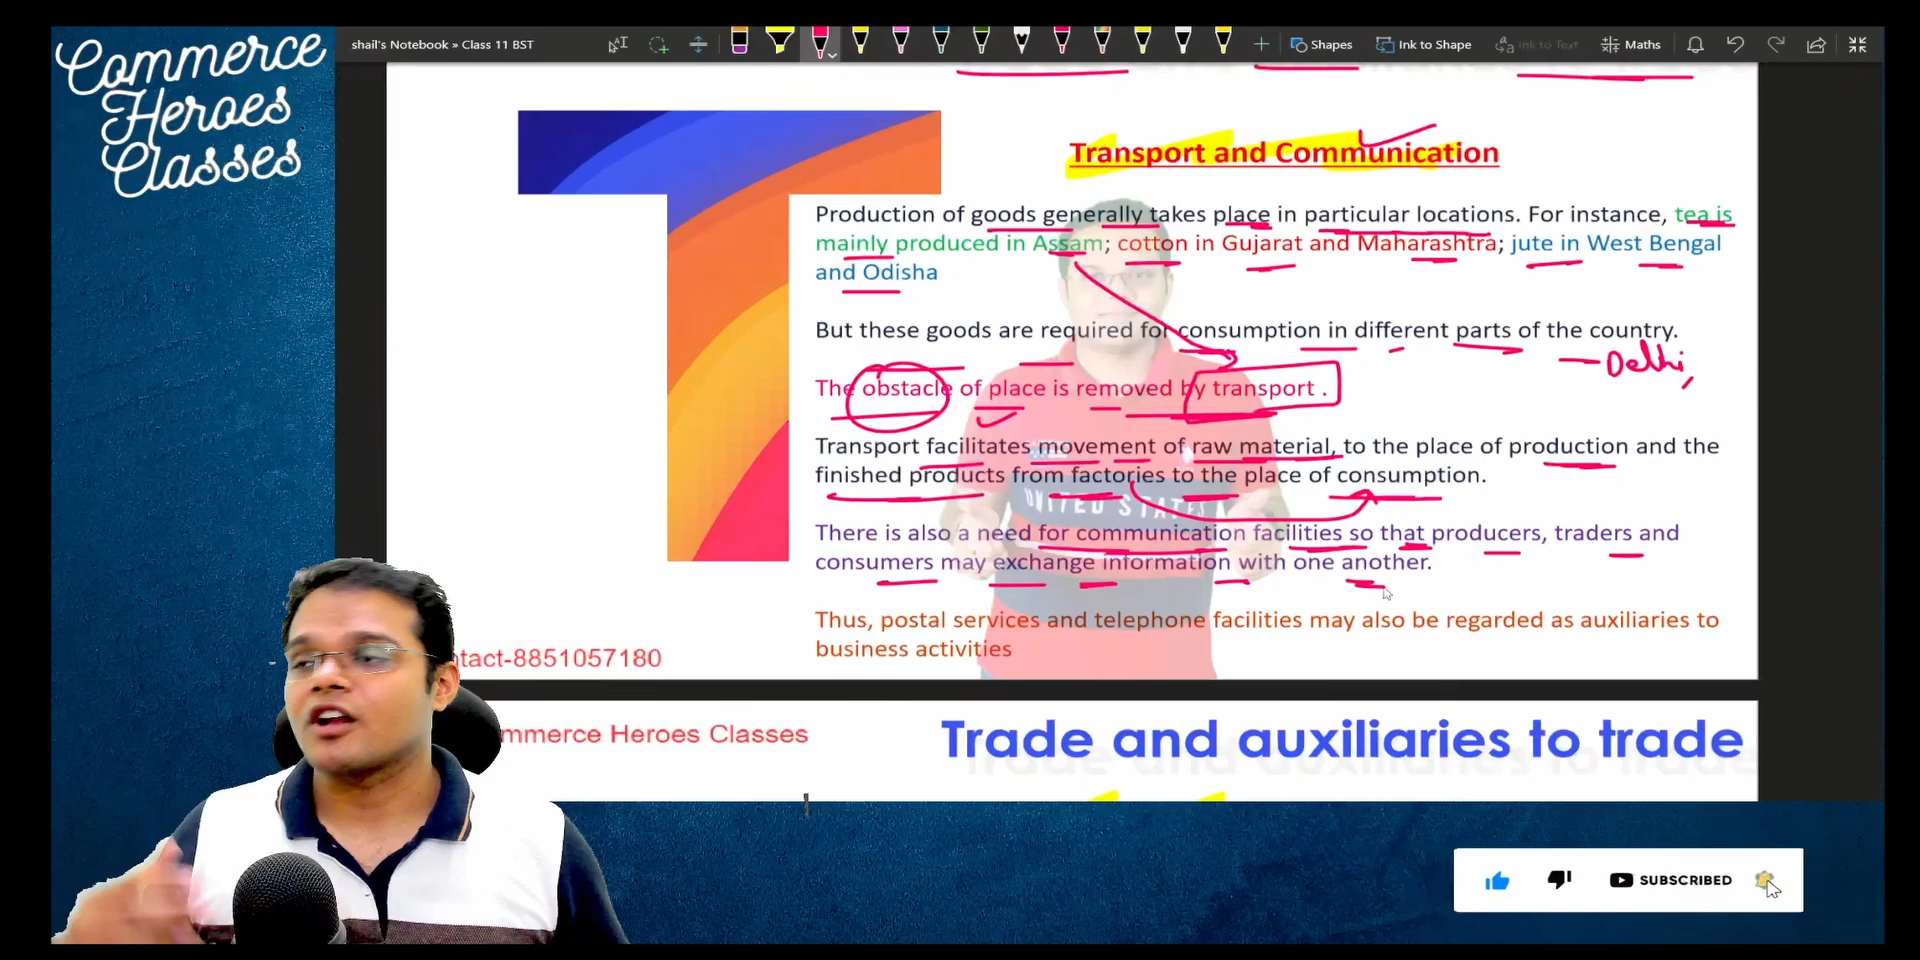 Commerce
Heroes
Classes
shail's Notebook » Class 11 BST
Shapes
Ink to Shape
Ink to Text
Maths
Transport and Communication
Production of goods generally takes place in particular locations. For instance, tea is
mainly produced in Assam; cotton in Gujarat and Maharashtra; jute in West Bengal
and Odisha
But these goods are required for consumption in different parts of the country.
Delhi,
The obstacle of place is removed by transport .
Transport facilitates movement of raw material, to the place of production and the
finished products from factories to the place of consumption.
UNITED STATES
There is also a need for communication facilities so that producers, traders and
consumers may exchange information with one another.
Thus, postal services and telephone facilities may also be regarded as auxiliaries to
business activities
ntact-8851057180
mmerce Heroes Classes
Trade and auxiliaries to trade
SUBSCRIBED